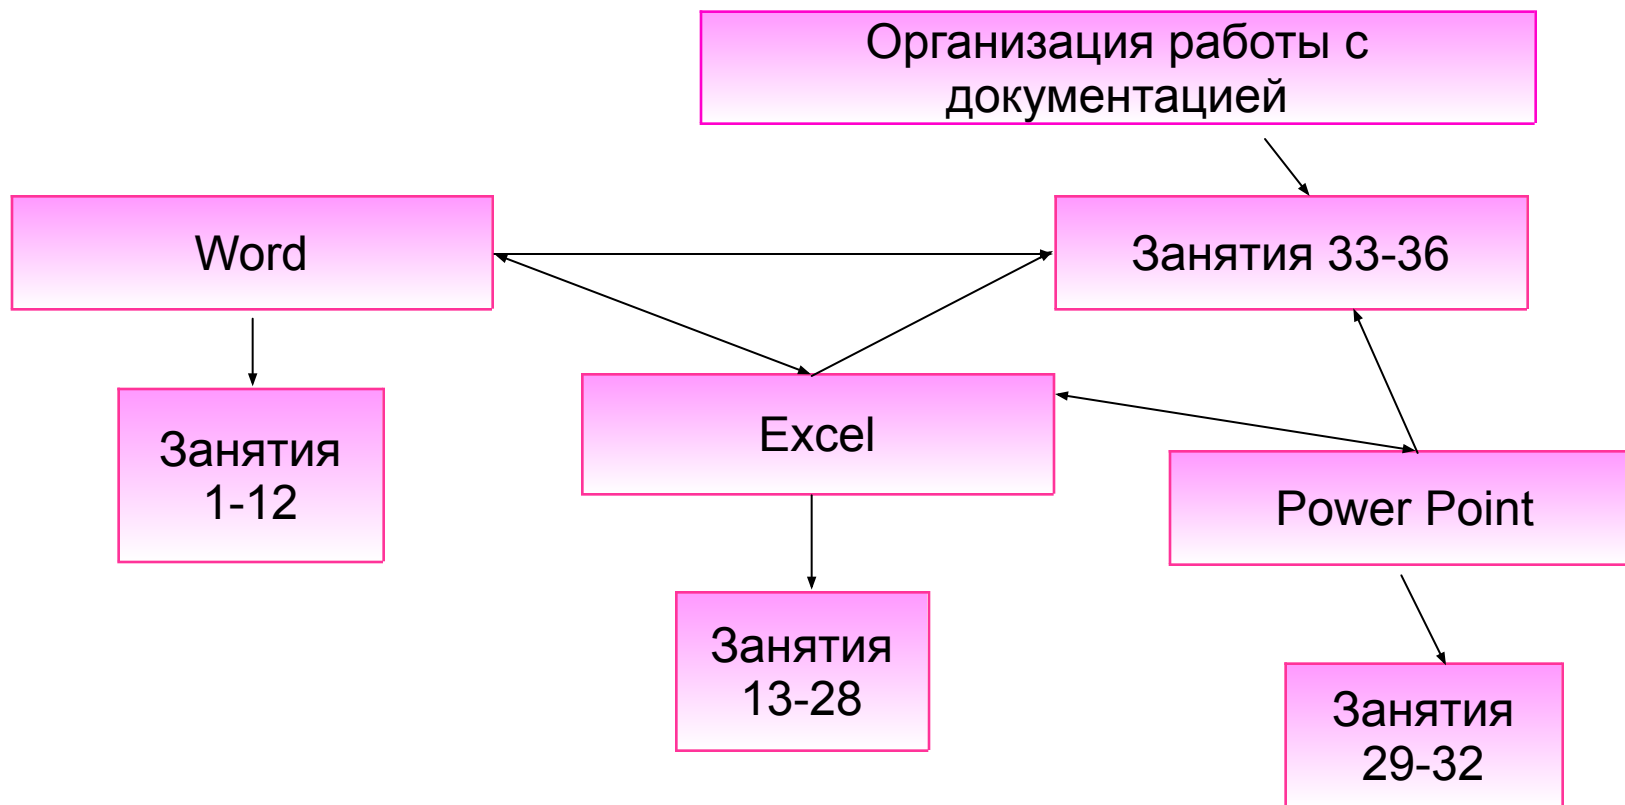 Организация работы с
документацией
Word
Занятия 33-36
Excel
Занятия
1-12
Power Point
Занятия
13-28
Занятия
29-32